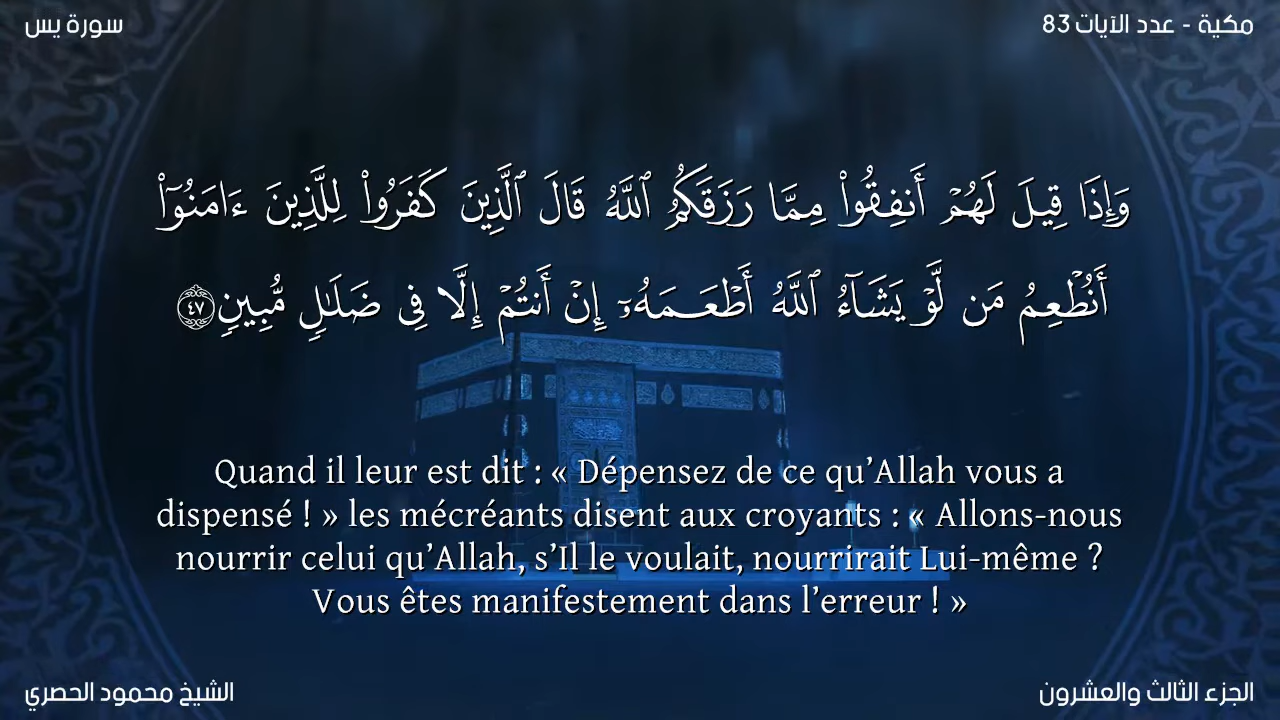 سورة يس
مكية - عدد الآيات 83
وَإِذَا قِيلَ لَهُمْ أَنفِقُوا۟ مِمَّا رَزَقَكُمُ ٱللَّهُ قَالَ ٱلَّذِينَ كَفَرُوا۟ لِلَّذِينَ ءَامَنُوٓا۟
أَنُطْعِمُ مَن لَّوْ يَشَآءُ ٱللَّهُ أَطْعَمَهُۥٓ إِنْ أَنتُمْ إِلَّا فِى ضَلَـٰلٍ مُّبِينٍ ٤٧
Quand il leur est dit : « Dépensez de ce qu’Allah vous a
dispensé ! » les mécréants disent aux croyants : « Allons-nous
nourrir celui qu’Allah, s’Il le voulait, nourrirait Lui-même ?
Vous êtes manifestement dans l’erreur ! »
الشيخ محمود الحصري
الجزء الثالث والعشرون